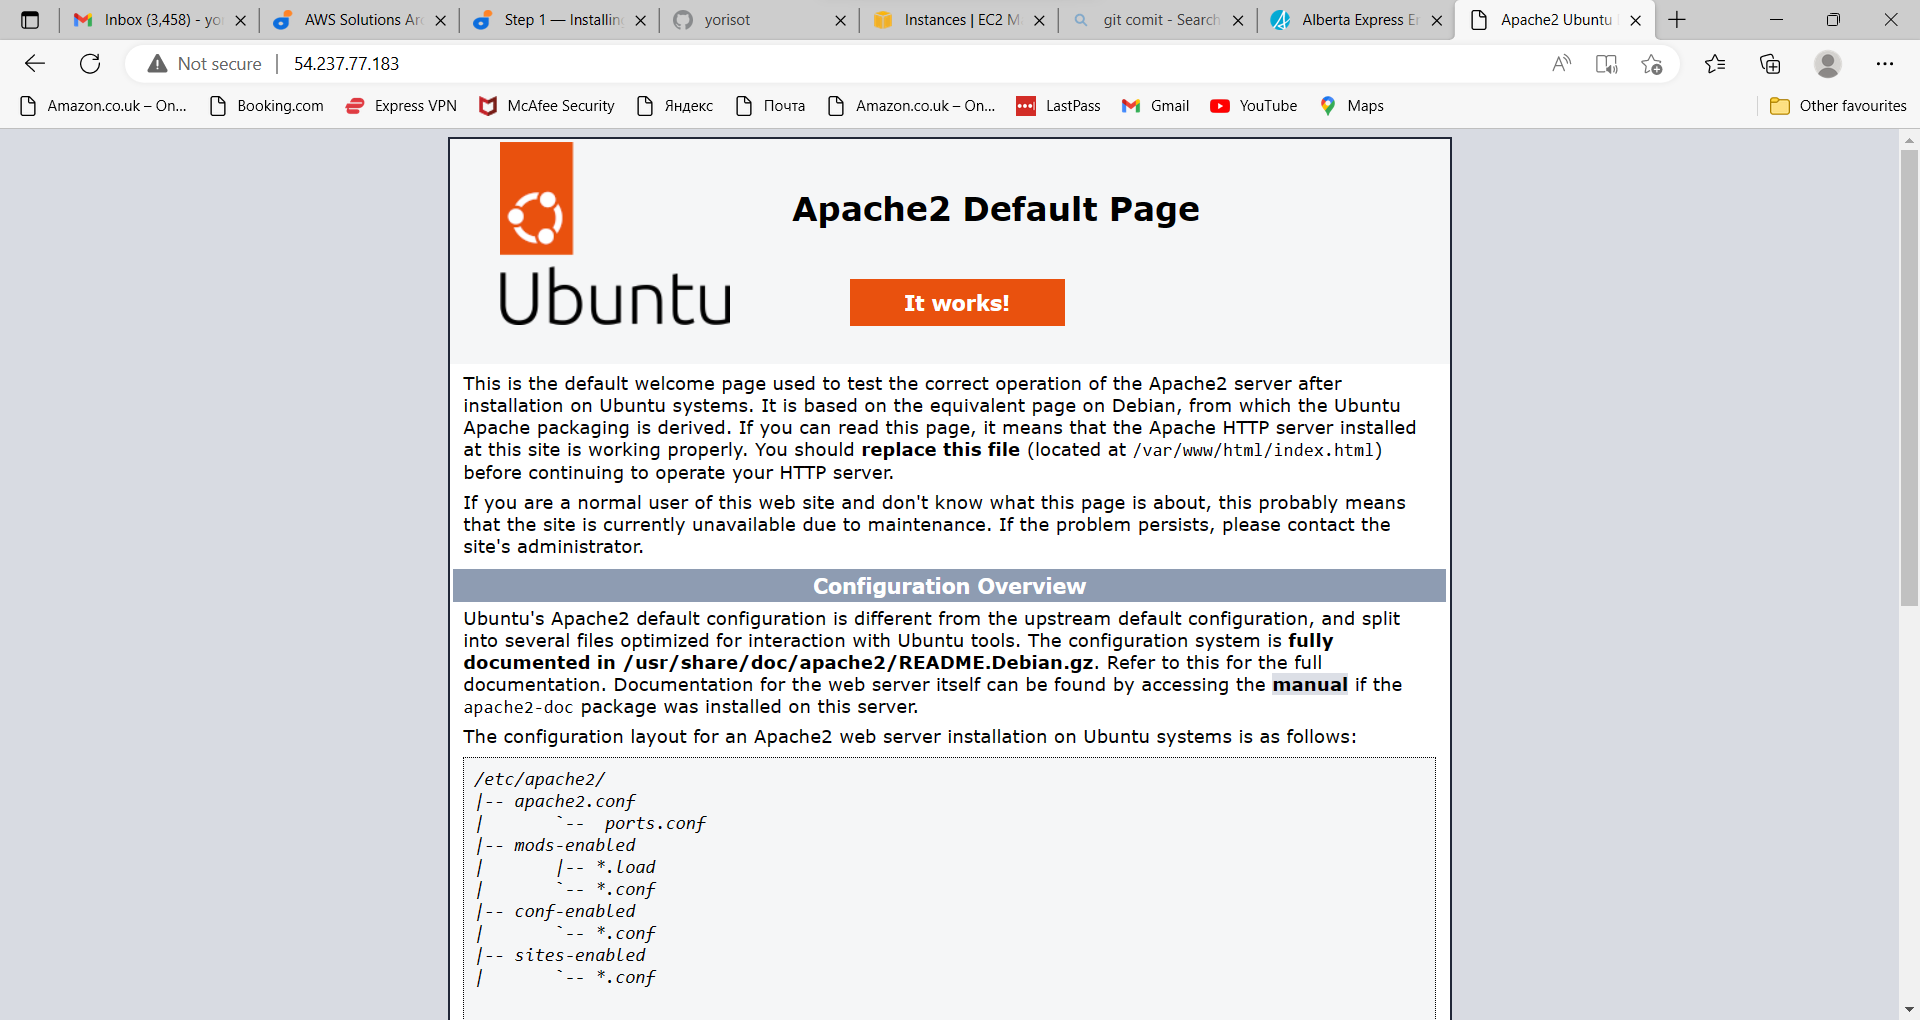 Inbox (3,458) - yo
AWS Solutions Ar
Step 1 — Installin
yorisot
Instances | EC2 M
git comit - Search
Alberta Express En
Apache2 Ubuntu
Not secure
54.237.77.183
Amazon.co.uk – On...
Booking.com
Express VPN
McAfee Security
Яндекс
Почта
Amazon.co.uk – On...
LastPass
Gmail
YouTube
Maps
Other favourites
Apache2 Default Page
Ubuntu
It works!
This is the default welcome page used to test the correct operation of the Apache2 server after
installation on Ubuntu systems. It is based on the equivalent page on Debian, from which the Ubuntu
Apache packaging is derived. If you can read this page, it means that the Apache HTTP server installed
at this site is working properly. You should replace this file (located at /var/www/html/index.html)
before continuing to operate your HTTP server.
If you are a normal user of this web site and don't know what this page is about, this probably means
that the site is currently unavailable due to maintenance. If the problem persists, please contact the
site's administrator.
Configuration Overview
Ubuntu's Apache2 default configuration is different from the upstream default configuration, and split
into several files optimized for interaction with Ubuntu tools. The configuration system is fully
documented in /usr/share/doc/apache2/README.Debian.gz. Refer to this for the full
documentation. Documentation for the web server itself can be found by accessing the manual if the
apache2-doc package was installed on this server.
The configuration layout for an Apache2 web server installation on Ubuntu systems is as follows:
/etc/apache2/
|-- apache2.conf
|       `--  ports.conf
|-- mods-enabled
|       |-- *.load
|       `-- *.conf
|-- conf-enabled
|       `-- *.conf
|-- sites-enabled
|       `-- *.conf